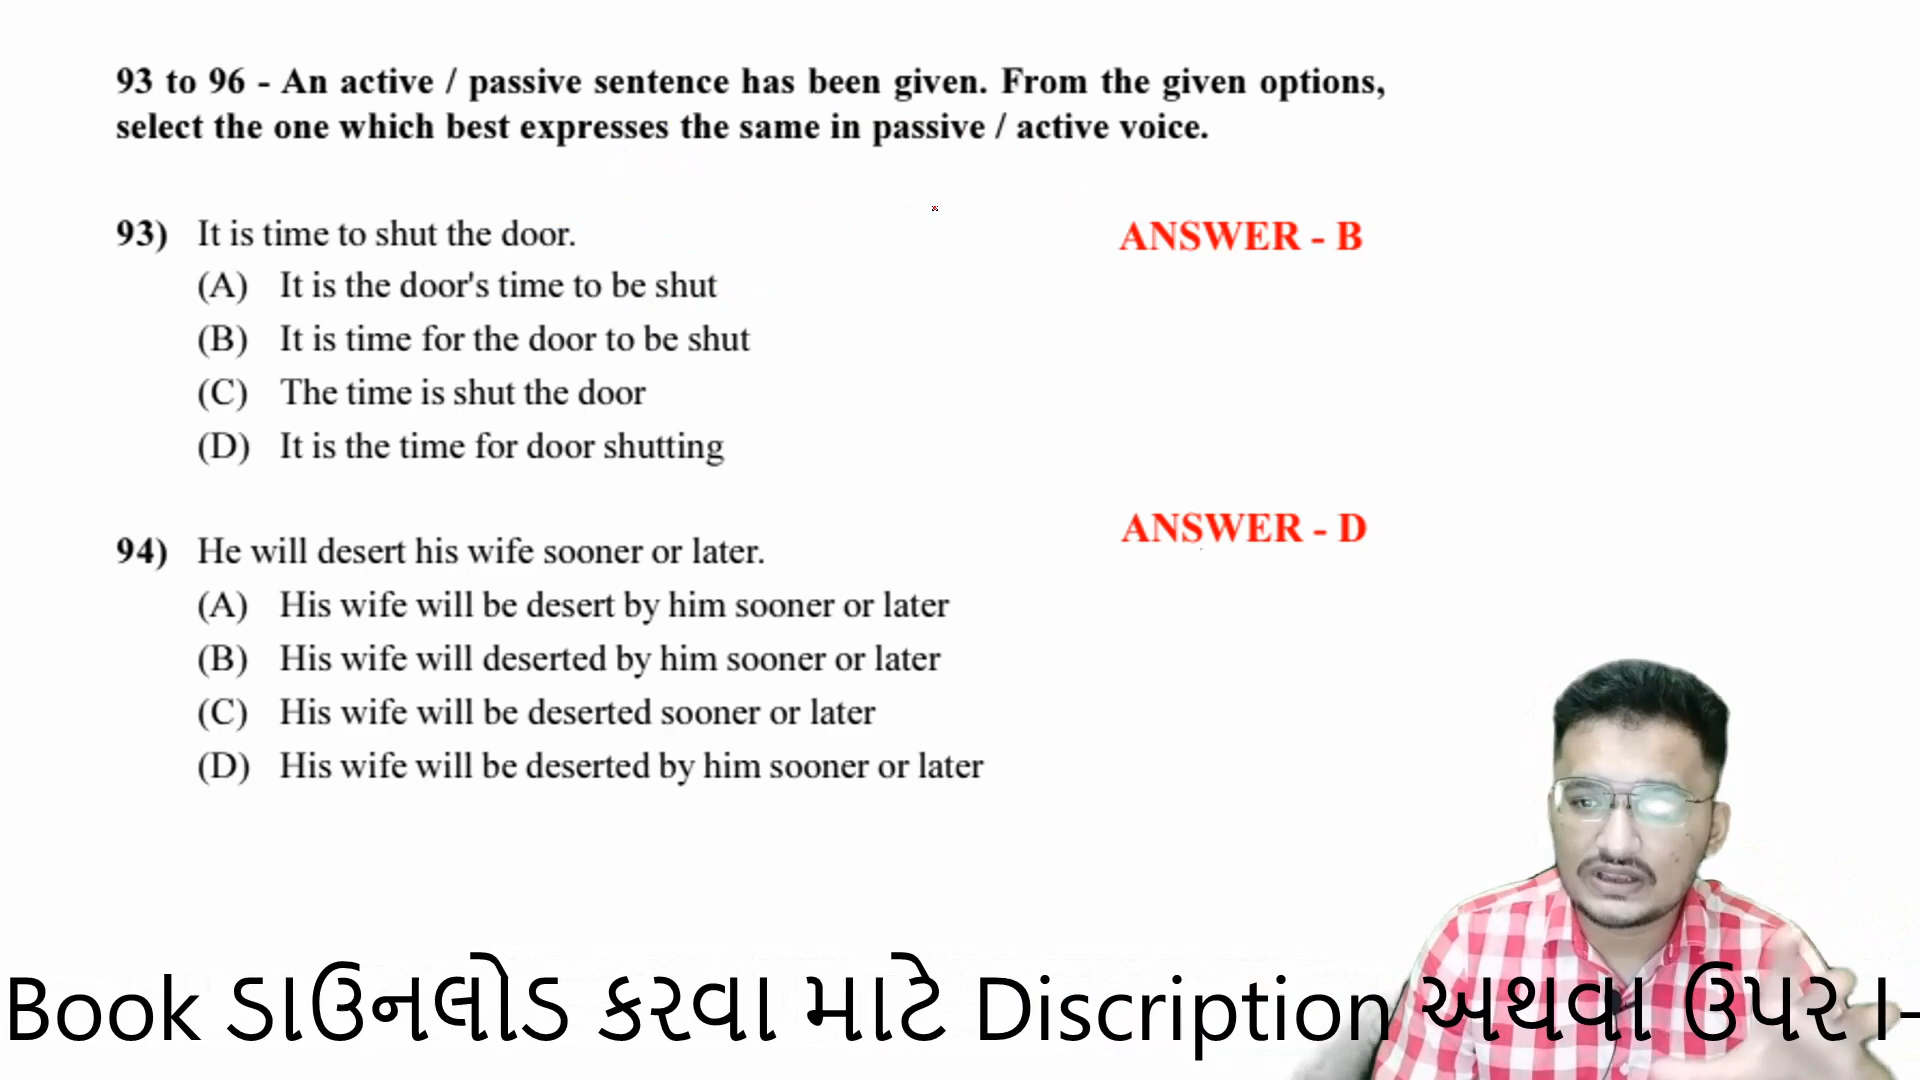 93 to 96 - An active / passive sentence has been given. From the given options,
select the one which best expresses the same in passive / active voice.
93) It is time to shut the door.
ANSWER - B
(A) It is the door's time to be shut
(B) It is time for the door to be shut
(C) The time is shut the door
(D) It is the time for door shutting
94) He will desert his wife sooner or later.
ANSWER - D
(A) His wife will be desert by him sooner or later
(B) His wife will deserted by him sooner or later
(C) His wife will be deserted sooner or later
(D) His wife will be deserted by him sooner or later
Book ડાઉનલોડ કરવા માટે Discription અથવા ઉપર